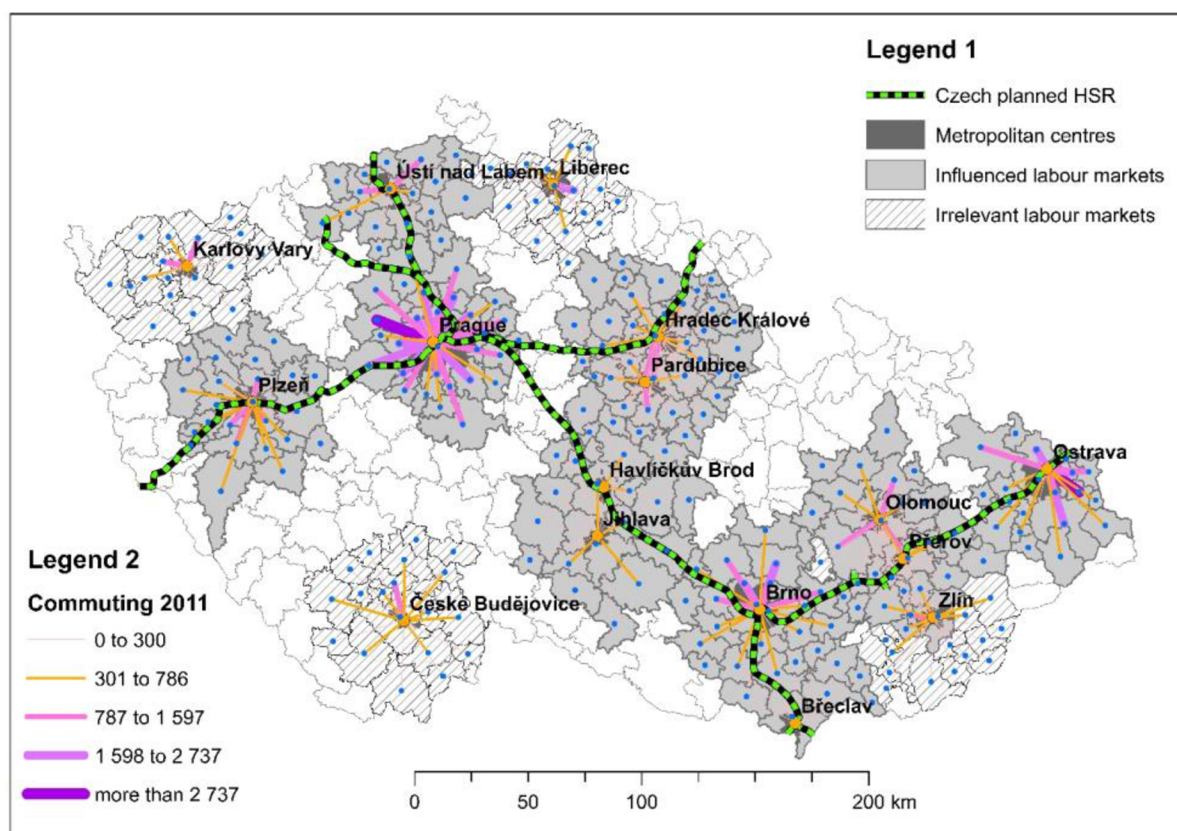 Legend 1
Czech planned HSR
Metropolitan centres
Influenced labour markets
Irrelevant labour markets
Ústí nad Labem
Liberec
Karlovy Vary
Prague
Hradec Králové
Pardubice
Plzeň
Havlíčkův Brod
Jihlava
Ostrava
Olomouc
Přerov
Brno
Zlín
České Budějovice
Břeclav
Legend 2
Commuting 2011
0 to 300
301 to 786
787 to 1 597
1 598 to 2 737
more than 2 737
0 50 100 200 km